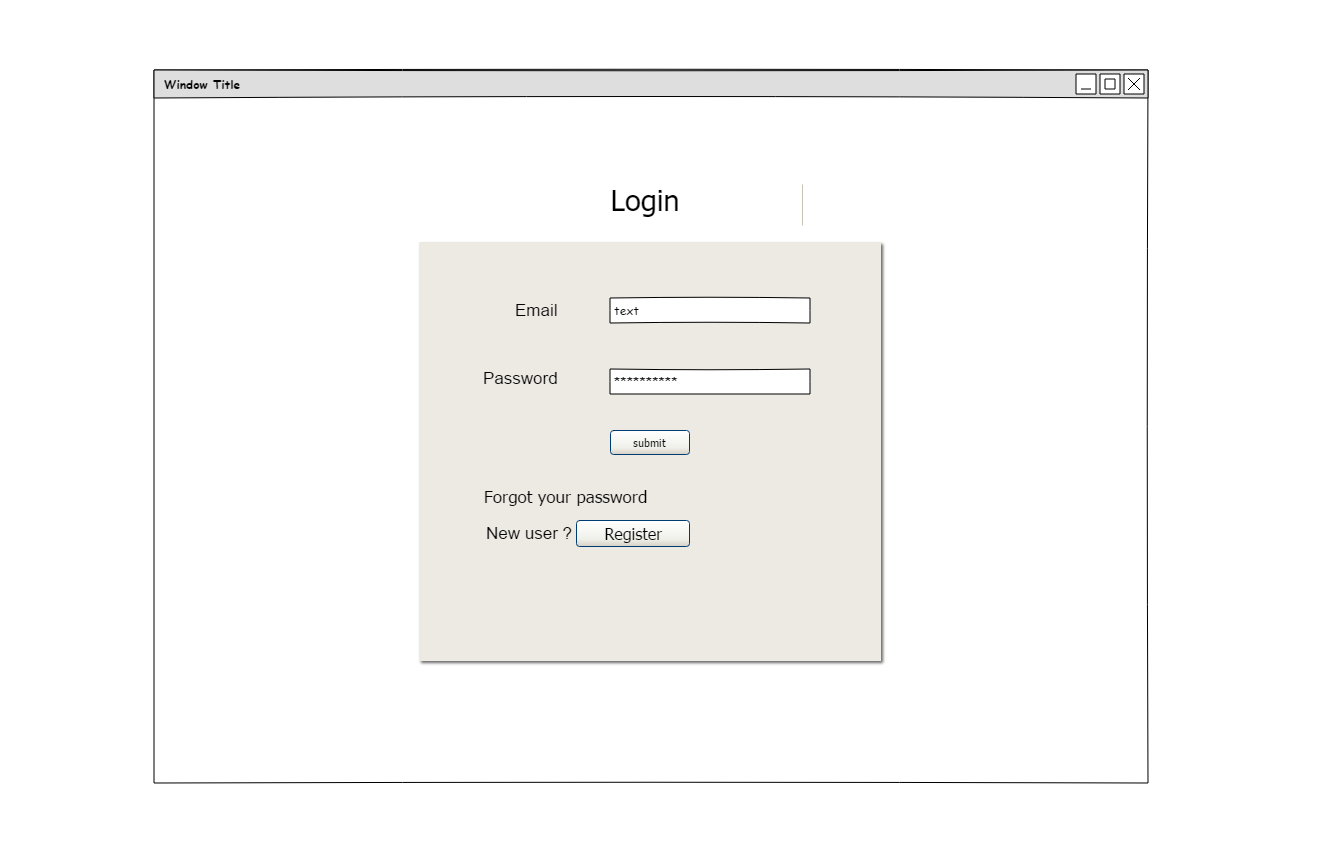 Window Title
Login
Email
text
Password
**********
submit
Forgot your password
New user ?
Register